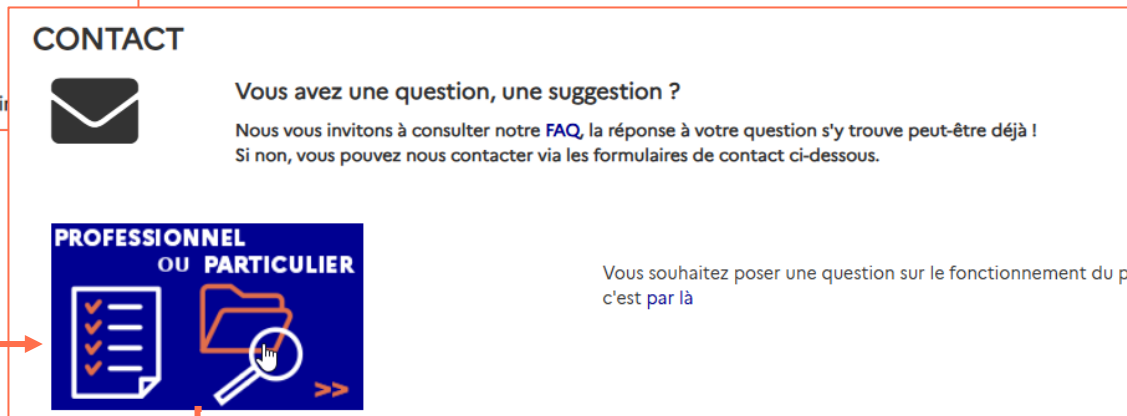 CONTACT
Vous avez une question, une suggestion ?
Nous vous invitons à consulter notre FAQ, la réponse à votre question s'y trouve peut-être déjà !
Si non, vous pouvez nous contacter via les formulaires de contact ci-dessous.
PROFESSIONNEL
OU PARTICULIER
>>
Vous souhaitez poser une question sur le fonctionnement du
c'est par là